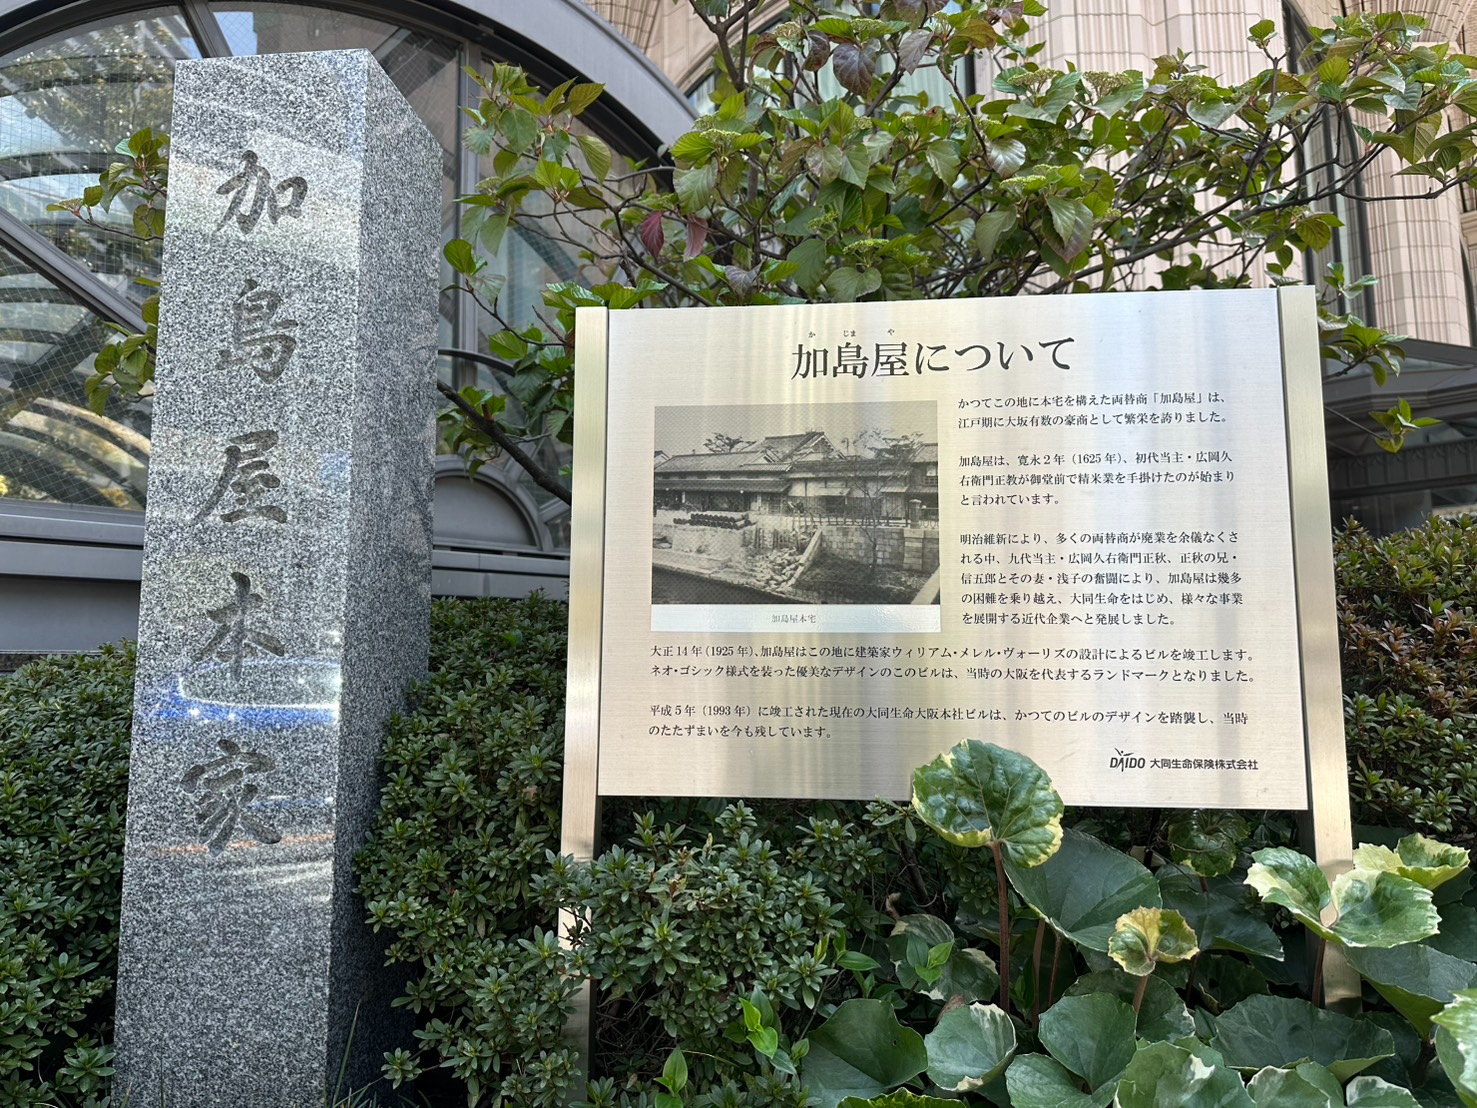 加島屋本家
か じま や
加島屋について
かつてこの地に本宅を構えた両替商「加島屋」は、
江戸期に大坂有数の豪商として繁栄を誇りました。
加島屋は、寛永2年（1625年）、初代当主・広岡久
右衛門正教が御堂前で精米業を手掛けたのが始まり
と言われています。
明治維新により、多くの両替商が廃業を余儀なくさ
れる中、九代当主・広岡久右衛門正秋、正秋の兄・
信五郎とその妻・浅子の奮闘により、加島屋は幾多
の困難を乗り越え、大同生命をはじめ、様々な事業
を展開する近代企業へと発展しました。
加島屋本宅
大正14年（1925年）、加島屋はこの地に建築家ウィリアム・メレル・ヴォーリズの設計によるビルを竣工します。
ネオ・ゴシック様式を装った優美なデザインのこのビルは、当時の大阪を代表するランドマークとなりました。
平成5年（1993年）に竣工された現在の大同生命大阪本社ビルは、かつてのビルのデザインを踏襲し、当時
のたたずまいを今も残しています。
DAIDO 大同生命保険株式会社